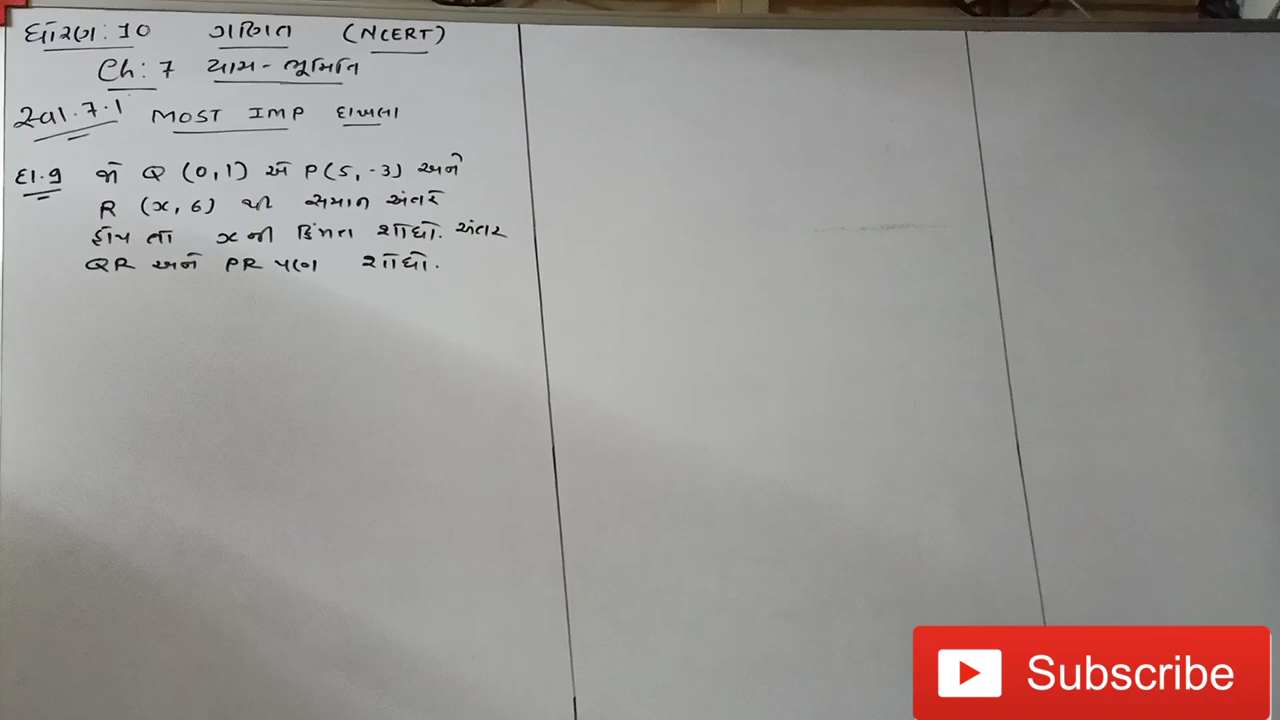 ધોરણ: 10 ગણિત (NCERT)
Ch: 7 યામ-ભૂમિતિ
સ્વા. 7.1 MOST IMP દાખલા
દા.9 જો Q (0,1) એ P(5,-3) અને
R (x, 6) થી સમાન અંતરે
હોય તો x ની કિંમત શોધો. અંતર
QR અને PR પણ શોધો.
Subscribe